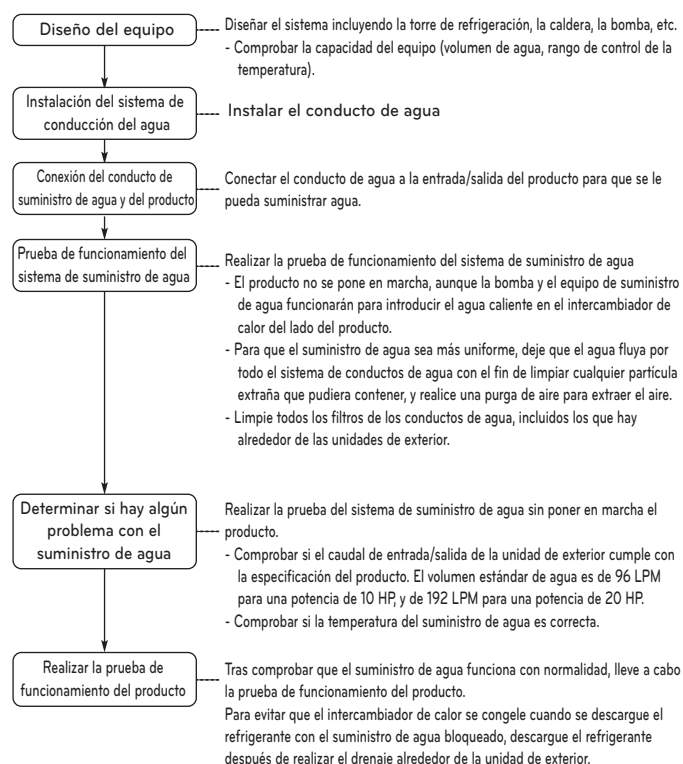 Diseño del equipo
Diseñar el sistema incluyendo la torre de refrigeración, la caldera, la bomba, etc.
- Comprobar la capacidad del equipo (volumen de agua, rango de control de la
temperatura).
Instalación del sistema de
conducción del agua
Instalar el conducto de agua
Conexión del conducto de
suministro de agua y del producto
Conectar el conducto de agua a la entrada/salida del producto para que se le
pueda suministrar agua.
Prueba de funcionamiento del
sistema de suministro de agua
Realizar la prueba de funcionamiento del sistema de suministro de agua
- El producto no se pone en marcha, aunque la bomba y el equipo de suministro
de agua funcionarán para introducir el agua caliente en el intercambiador de
calor del lado del producto.
- Para que el suministro de agua sea más uniforme, deje que el agua fluya por
todo el sistema de conductos de agua con el fin de limpiar cualquier partícula
extraña que pudiera contener, y realice una purga de aire para extraer el aire.
- Limpie todos los filtros de los conductos de agua, incluidos los que hay
alrededor de las unidades de exterior.
Determinar si hay algún
problema con el
suministro de agua
Realizar la prueba del sistema de suministro de agua sin poner en marcha el
producto.
- Comprobar si el caudal de entrada/salida de la unidad de exterior cumple con
la especificación del producto. El volumen estándar de agua es de 96 LPM
para una potencia de 10 HP, y de 192 LPM para una potencia de 20 HP.
- Comprobar si la temperatura del suministro de agua es correcta.
Realizar la prueba de
funcionamiento del producto
Tras comprobar que el suministro de agua funciona con normalidad, lleve a cabo
la prueba de funcionamiento del producto.
Para evitar que el intercambiador de calor se congele cuando se descargue el
refrigerante con el suministro de agua bloqueado, descargue el refrigerante
después de realizar el drenaje alrededor de la unidad de exterior.